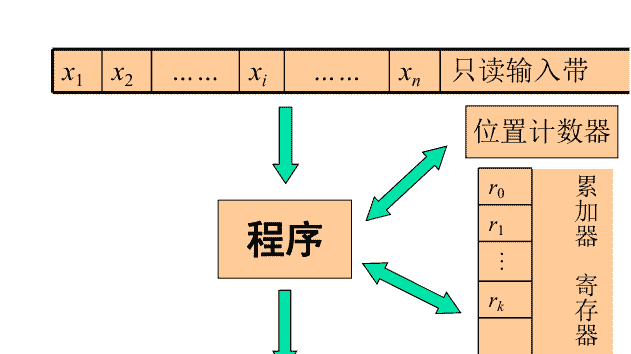 x1 x2 …… xi …… xn 只读输入带
位置计数器
程序
r0
r1
⋮
rk
累加器
寄存器